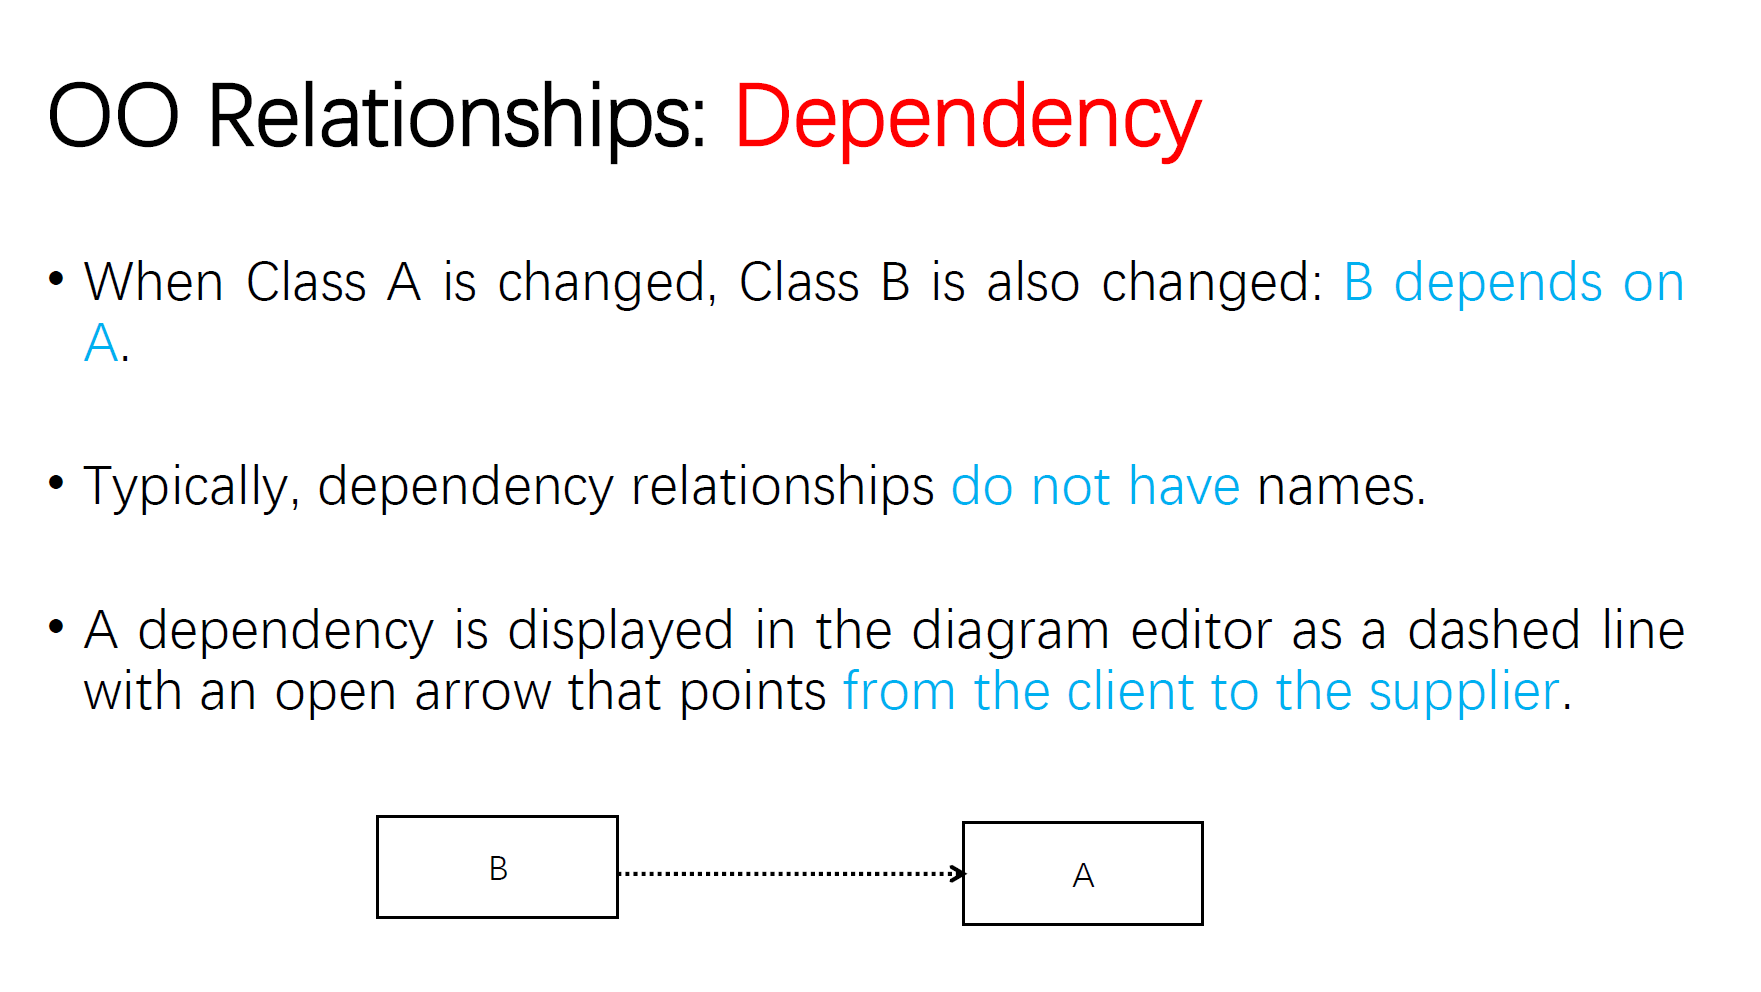 OO Relationships: Dependency
• When Class A is changed, Class B is also changed: B depends on
A.
• Typically, dependency relationships do not have names.
• A dependency is displayed in the diagram editor as a dashed line
with an open arrow that points from the client to the supplier.
B
A